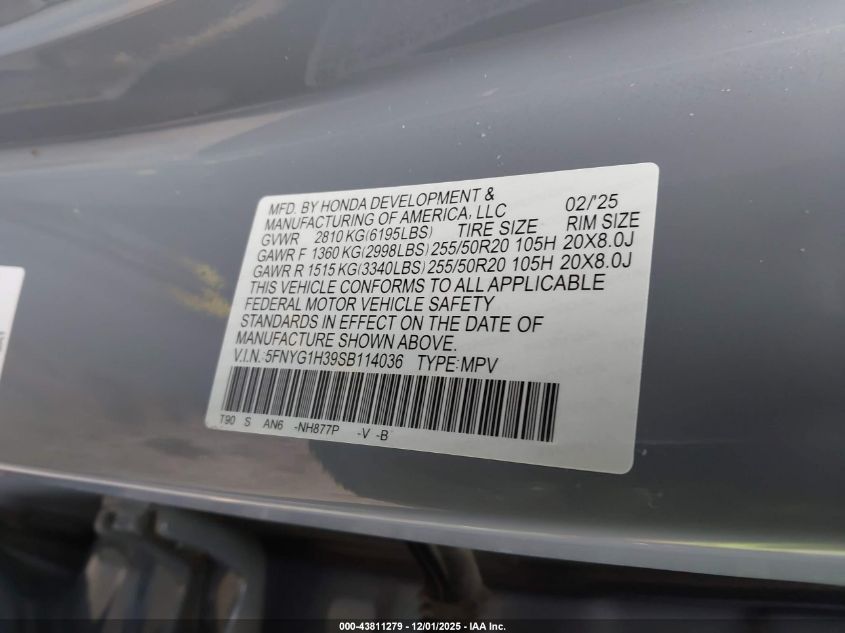 MFD. BY HONDA DEVELOPMENT & 02/'25
MANUFACTURING OF AMERICA, LLC
GVWR 2810 KG(6195LBS) TIRE SIZE RIM SIZE
GAWR F 1360 KG(2998LBS) 255/50R20 105H 20X8.0J
GAWR R 1515 KG(3340LBS) 255/50R20 105H 20X8.0J
THIS VEHICLE CONFORMS TO ALL APPLICABLE
FEDERAL MOTOR VEHICLE SAFETY
STANDARDS IN EFFECT ON THE DATE OF
MANUFACTURE SHOWN ABOVE.
V.I.N.:5FNYG1H39SB114036 TYPE:MPV
T90 S AN6 -NH877P -V -B
000-43811279 - 12/01/2025 - IAA Inc.